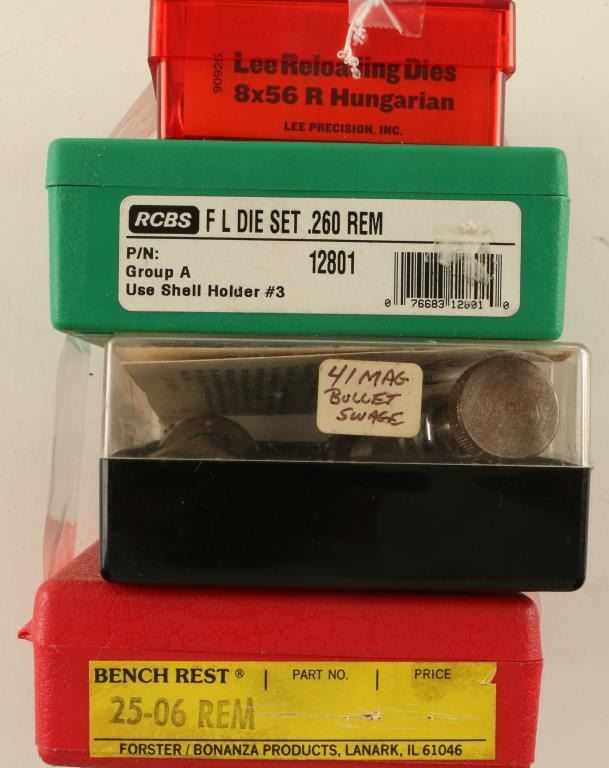 90925
Lee Reloading Dies
8x56 R Hungarian
LEE PRECISION, INC.
RCBS F L DIE SET .260 REM
P/N: 12801
Group A
Use Shell Holder #3
0 76683 12801 0
41 MAG
BULLET
SWAGE
BENCH REST® | PART NO. | PRICE
25-06 REM
FORSTER / BONANZA PRODUCTS, LANARK, IL 61046